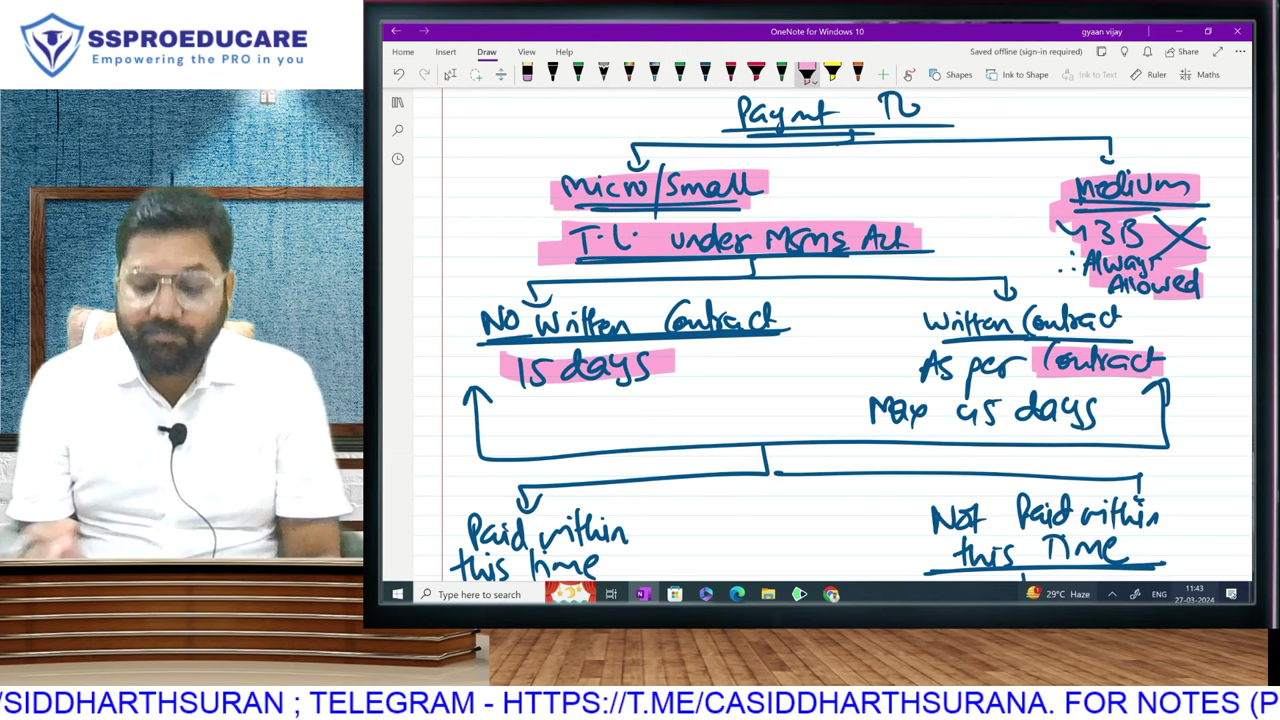 SSPROEDUCARE
Empowering the PRO in you
OneNote for Windows 10
gyaan vijay
Home Insert Draw View Help
Saved offline (sign-in required)
Share
Shapes
Ink to Shape
Ink to Text
Ruler
Maths
Paymt To
Micro/Small
Medium
T.L. under MSME Act
43B
∴ Always
Allowed
NO Written Contract
Written Contract
15 days
As per Contract
Max 45 days
Paid within
this time
Not Paid within
this Time
Type here to search
29°C Haze
ENG
11:43
27-03-2024
/SIDDHARTHSURAN ; TELEGRAM - HTTPS://T.ME/CASIDDHARTHSURANA. FOR NOTES (P